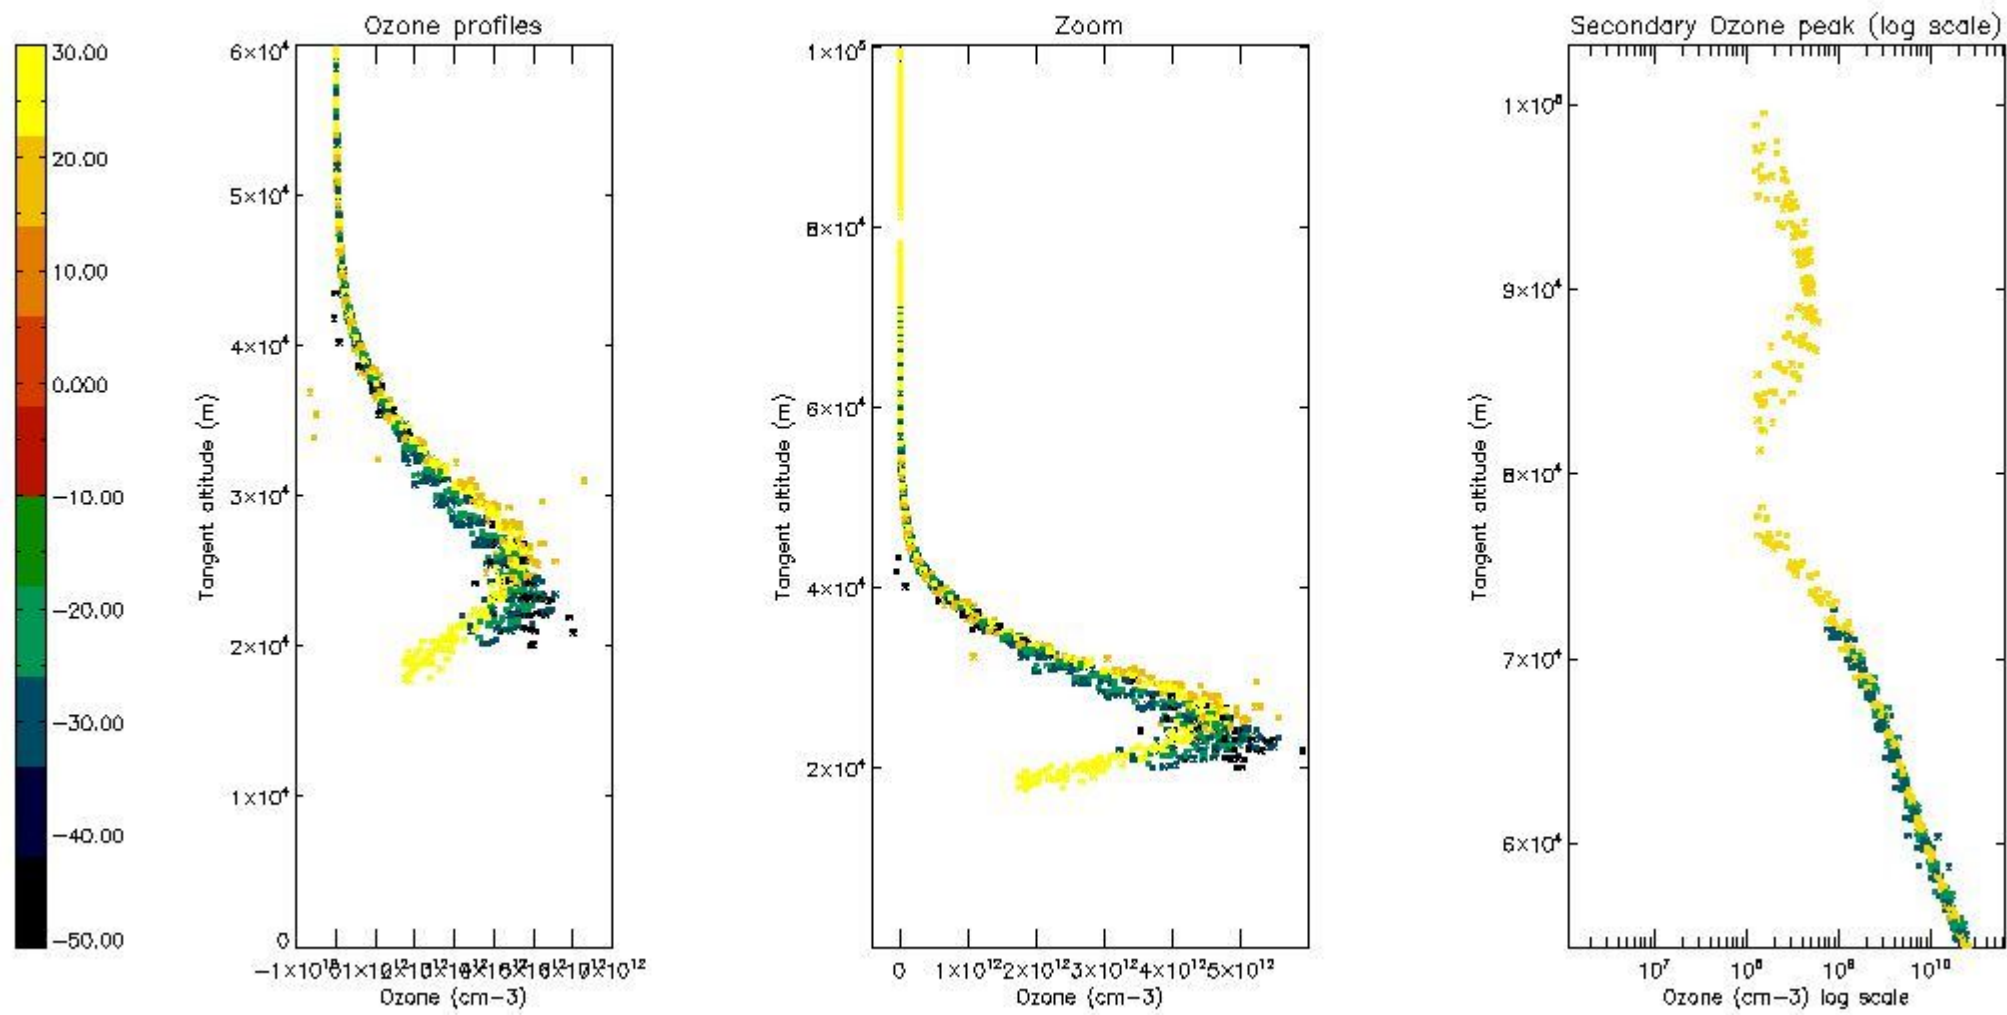 Ozone profiles
Zoom
Secondary Ozone peak (log scale)
30.00
20.00
10.00
0.000
−10.00
−20.00
−30.00
−40.00
−50.00
Tangent altitude (m)
6×10⁴
5×10⁴
4×10⁴
3×10⁴
2×10⁴
1×10⁴
0
Ozone (cm−3)
Tangent altitude (m)
1×10⁵
8×10⁴
6×10⁴
4×10⁴
2×10⁴
0 1×10¹² 2×10¹² 3×10¹² 4×10¹² 5×10¹²
Ozone (cm−3)
Tangent altitude (m)
1×10⁵
9×10⁴
8×10⁴
7×10⁴
6×10⁴
10⁷ 10⁸ 10⁹ 10¹⁰
Ozone (cm−3) log scale